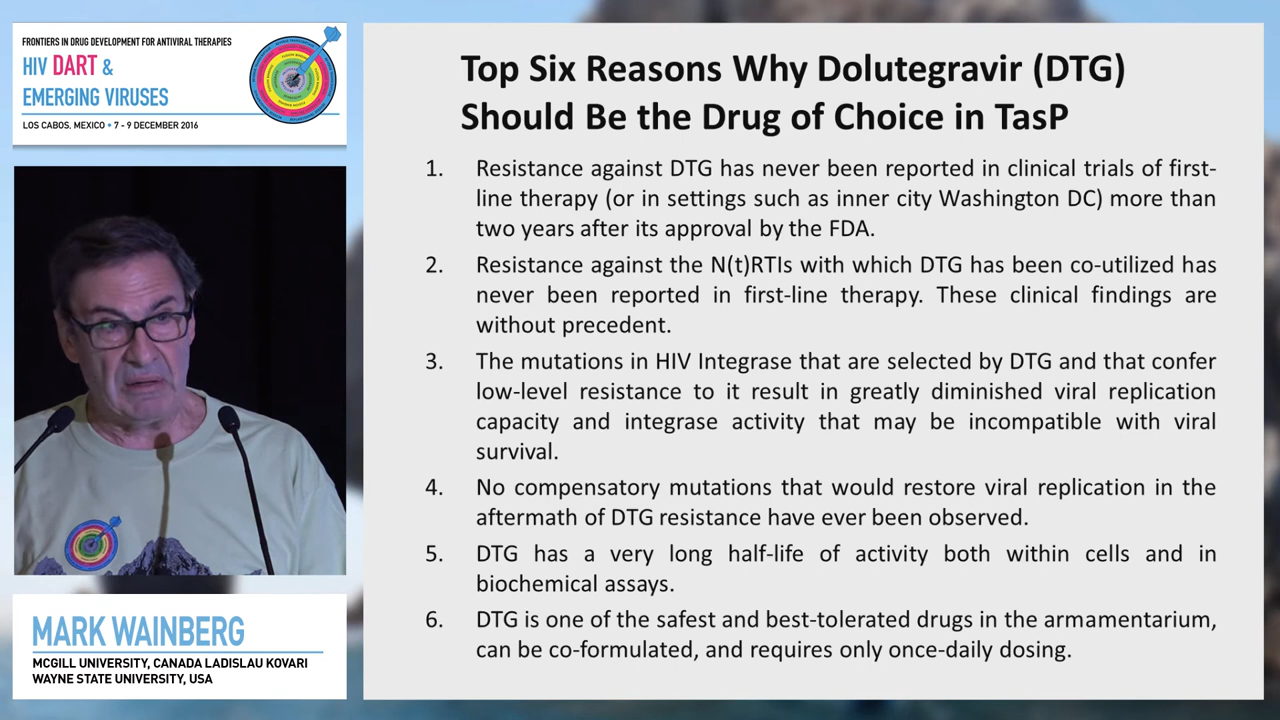 FRONTIERS IN DRUG DEVELOPMENT FOR ANTIVIRAL THERAPIES
HIV DART &
EMERGING VIRUSES
LOS CABOS, MEXICO • 7 - 9 DECEMBER 2016
MARK WAINBERG
MCGILL UNIVERSITY, CANADA LADISLAU KOVARI
WAYNE STATE UNIVERSITY, USA
Top Six Reasons Why Dolutegravir (DTG)
Should Be the Drug of Choice in TasP
1. Resistance against DTG has never been reported in clinical trials of first-
line therapy (or in settings such as inner city Washington DC) more than
two years after its approval by the FDA.
2. Resistance against the N(t)RTIs with which DTG has been co-utilized has
never been reported in first-line therapy. These clinical findings are
without precedent.
3. The mutations in HIV Integrase that are selected by DTG and that confer
low-level resistance to it result in greatly diminished viral replication
capacity and integrase activity that may be incompatible with viral
survival.
4. No compensatory mutations that would restore viral replication in the
aftermath of DTG resistance have ever been observed.
5. DTG has a very long half-life of activity both within cells and in
biochemical assays.
6. DTG is one of the safest and best-tolerated drugs in the armamentarium,
can be co-formulated, and requires only once-daily dosing.